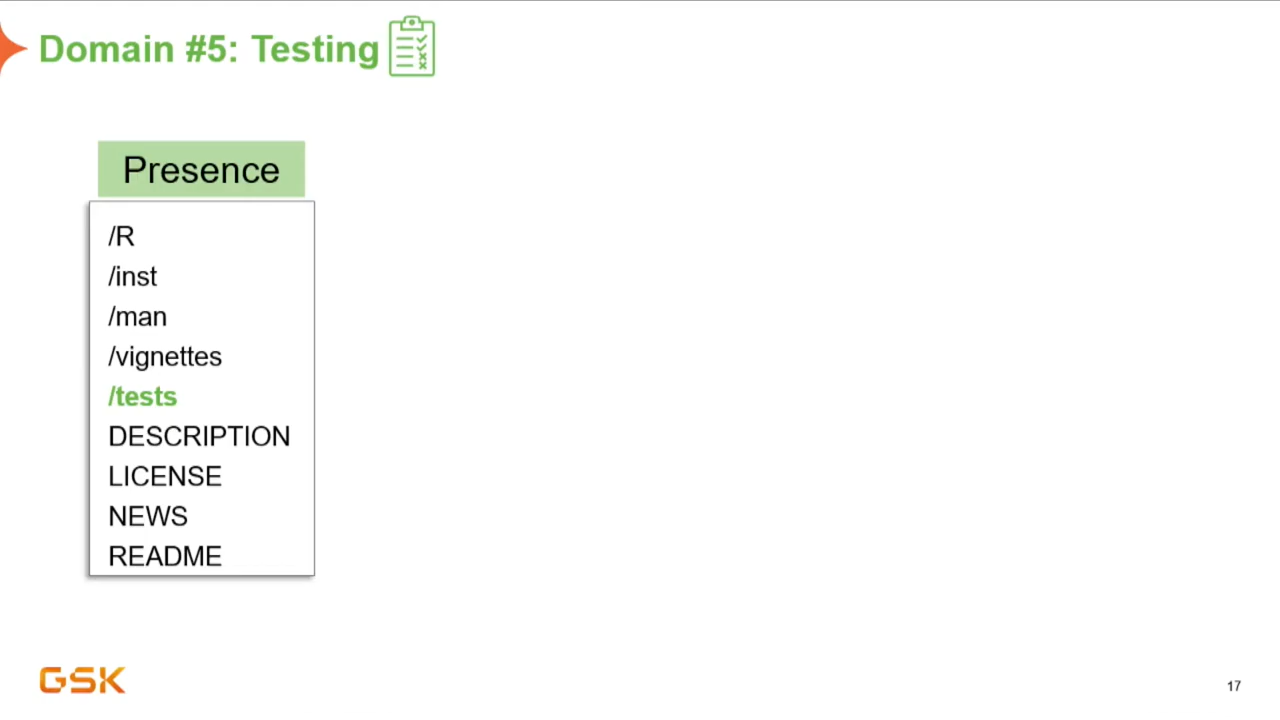 Domain #5: Testing
Presence
/R
/inst
/man
/vignettes
/tests
DESCRIPTION
LICENSE
NEWS
README
GSK
17